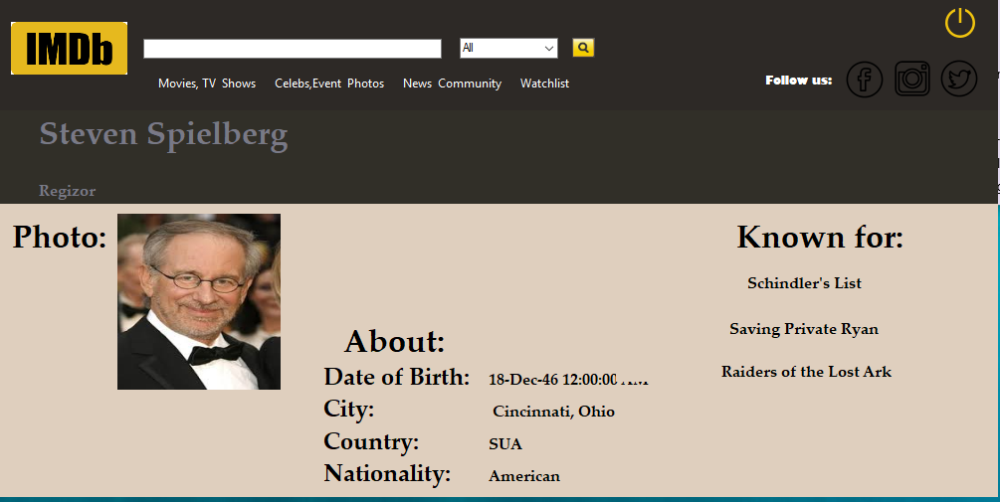 IMDb
All
Movies, TV Shows Celebs,Event Photos News Community Watchlist
Follow us:
Steven Spielberg
Regizor
Photo:
Known for:
Schindler's List
Saving Private Ryan
Raiders of the Lost Ark
About:
Date of Birth: 18-Dec-46 12:00:00 AM
City: Cincinnati, Ohio
Country: SUA
Nationality: American